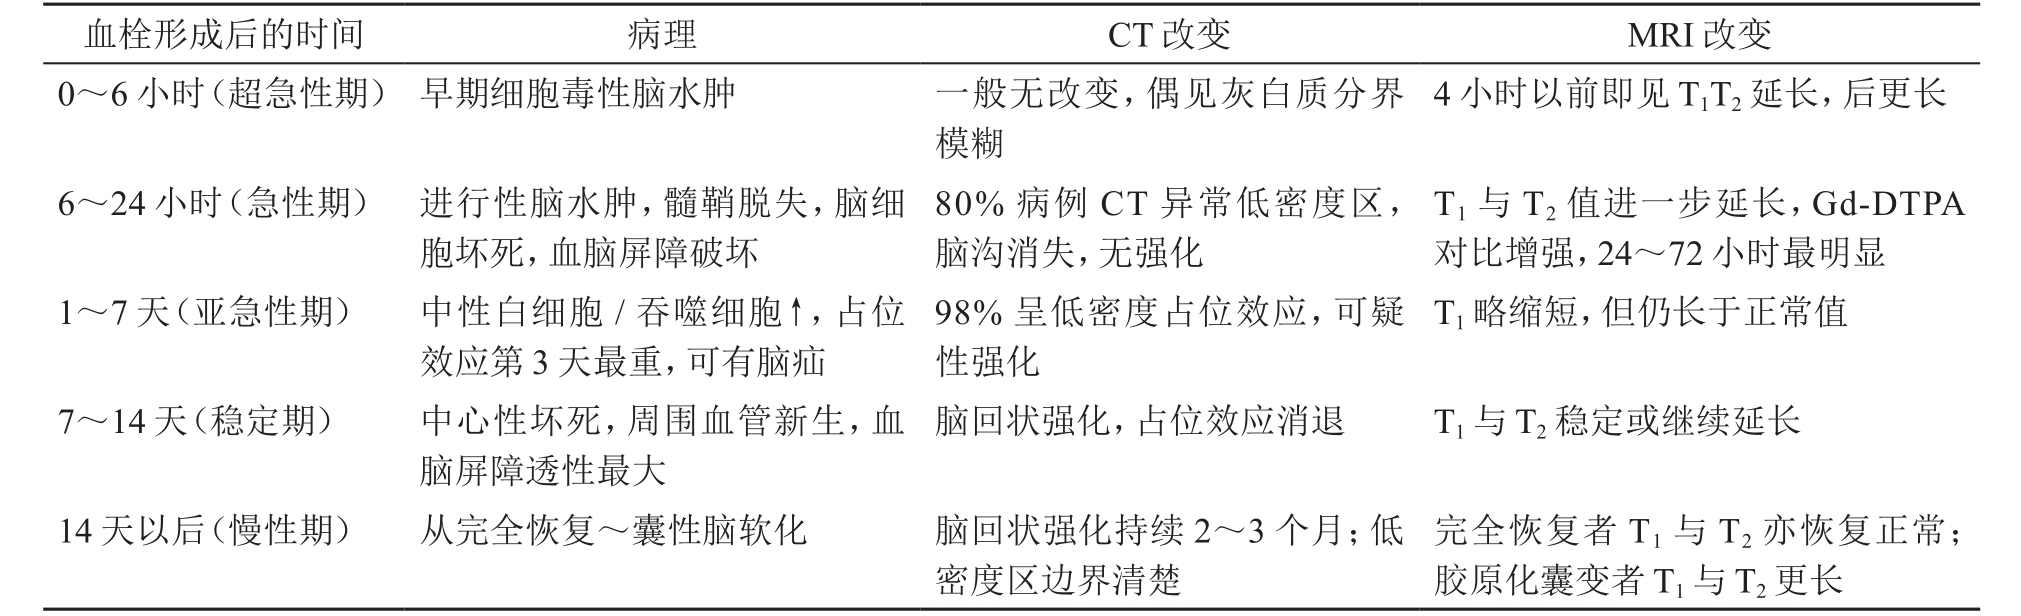 血栓形成后的时间 病理 CT 改变 MRI 改变
0～6 小时（超急性期） 早期细胞毒性脑水肿 一般无改变，偶见灰白质分界 4 小时以前即见 T₁T₂ 延长，后更长
模糊
6～24 小时（急性期） 进行性脑水肿，髓鞘脱失，脑细 80% 病例 CT 异常低密度区， T₁ 与 T₂ 值进一步延长，Gd-DTPA
胞坏死，血脑屏障破坏 脑沟消失，无强化 对比增强，24～72 小时最明显
1～7 天（亚急性期） 中性白细胞 / 吞噬细胞↑，占位 98% 呈低密度占位效应，可疑 T₁ 略缩短，但仍长于正常值
效应第 3 天最重，可有脑疝 性强化
7～14 天（稳定期） 中心性坏死，周围血管新生，血 脑回状强化，占位效应消退 T₁ 与 T₂ 稳定或继续延长
脑屏障透性最大
14 天以后（慢性期） 从完全恢复～囊性脑软化 脑回状强化持续 2～3 个月；低 完全恢复者 T₁ 与 T₂ 亦恢复正常；
密度区边界清楚 胶原化囊变者 T₁ 与 T₂ 更长